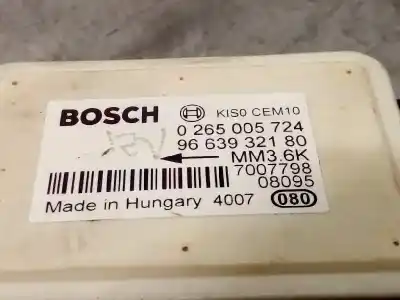 BOSCH KIS0 CEM10
0 265 005 724
96 639 321 80
MM3.6K
7007798
08095
Made in Hungary 4007 080